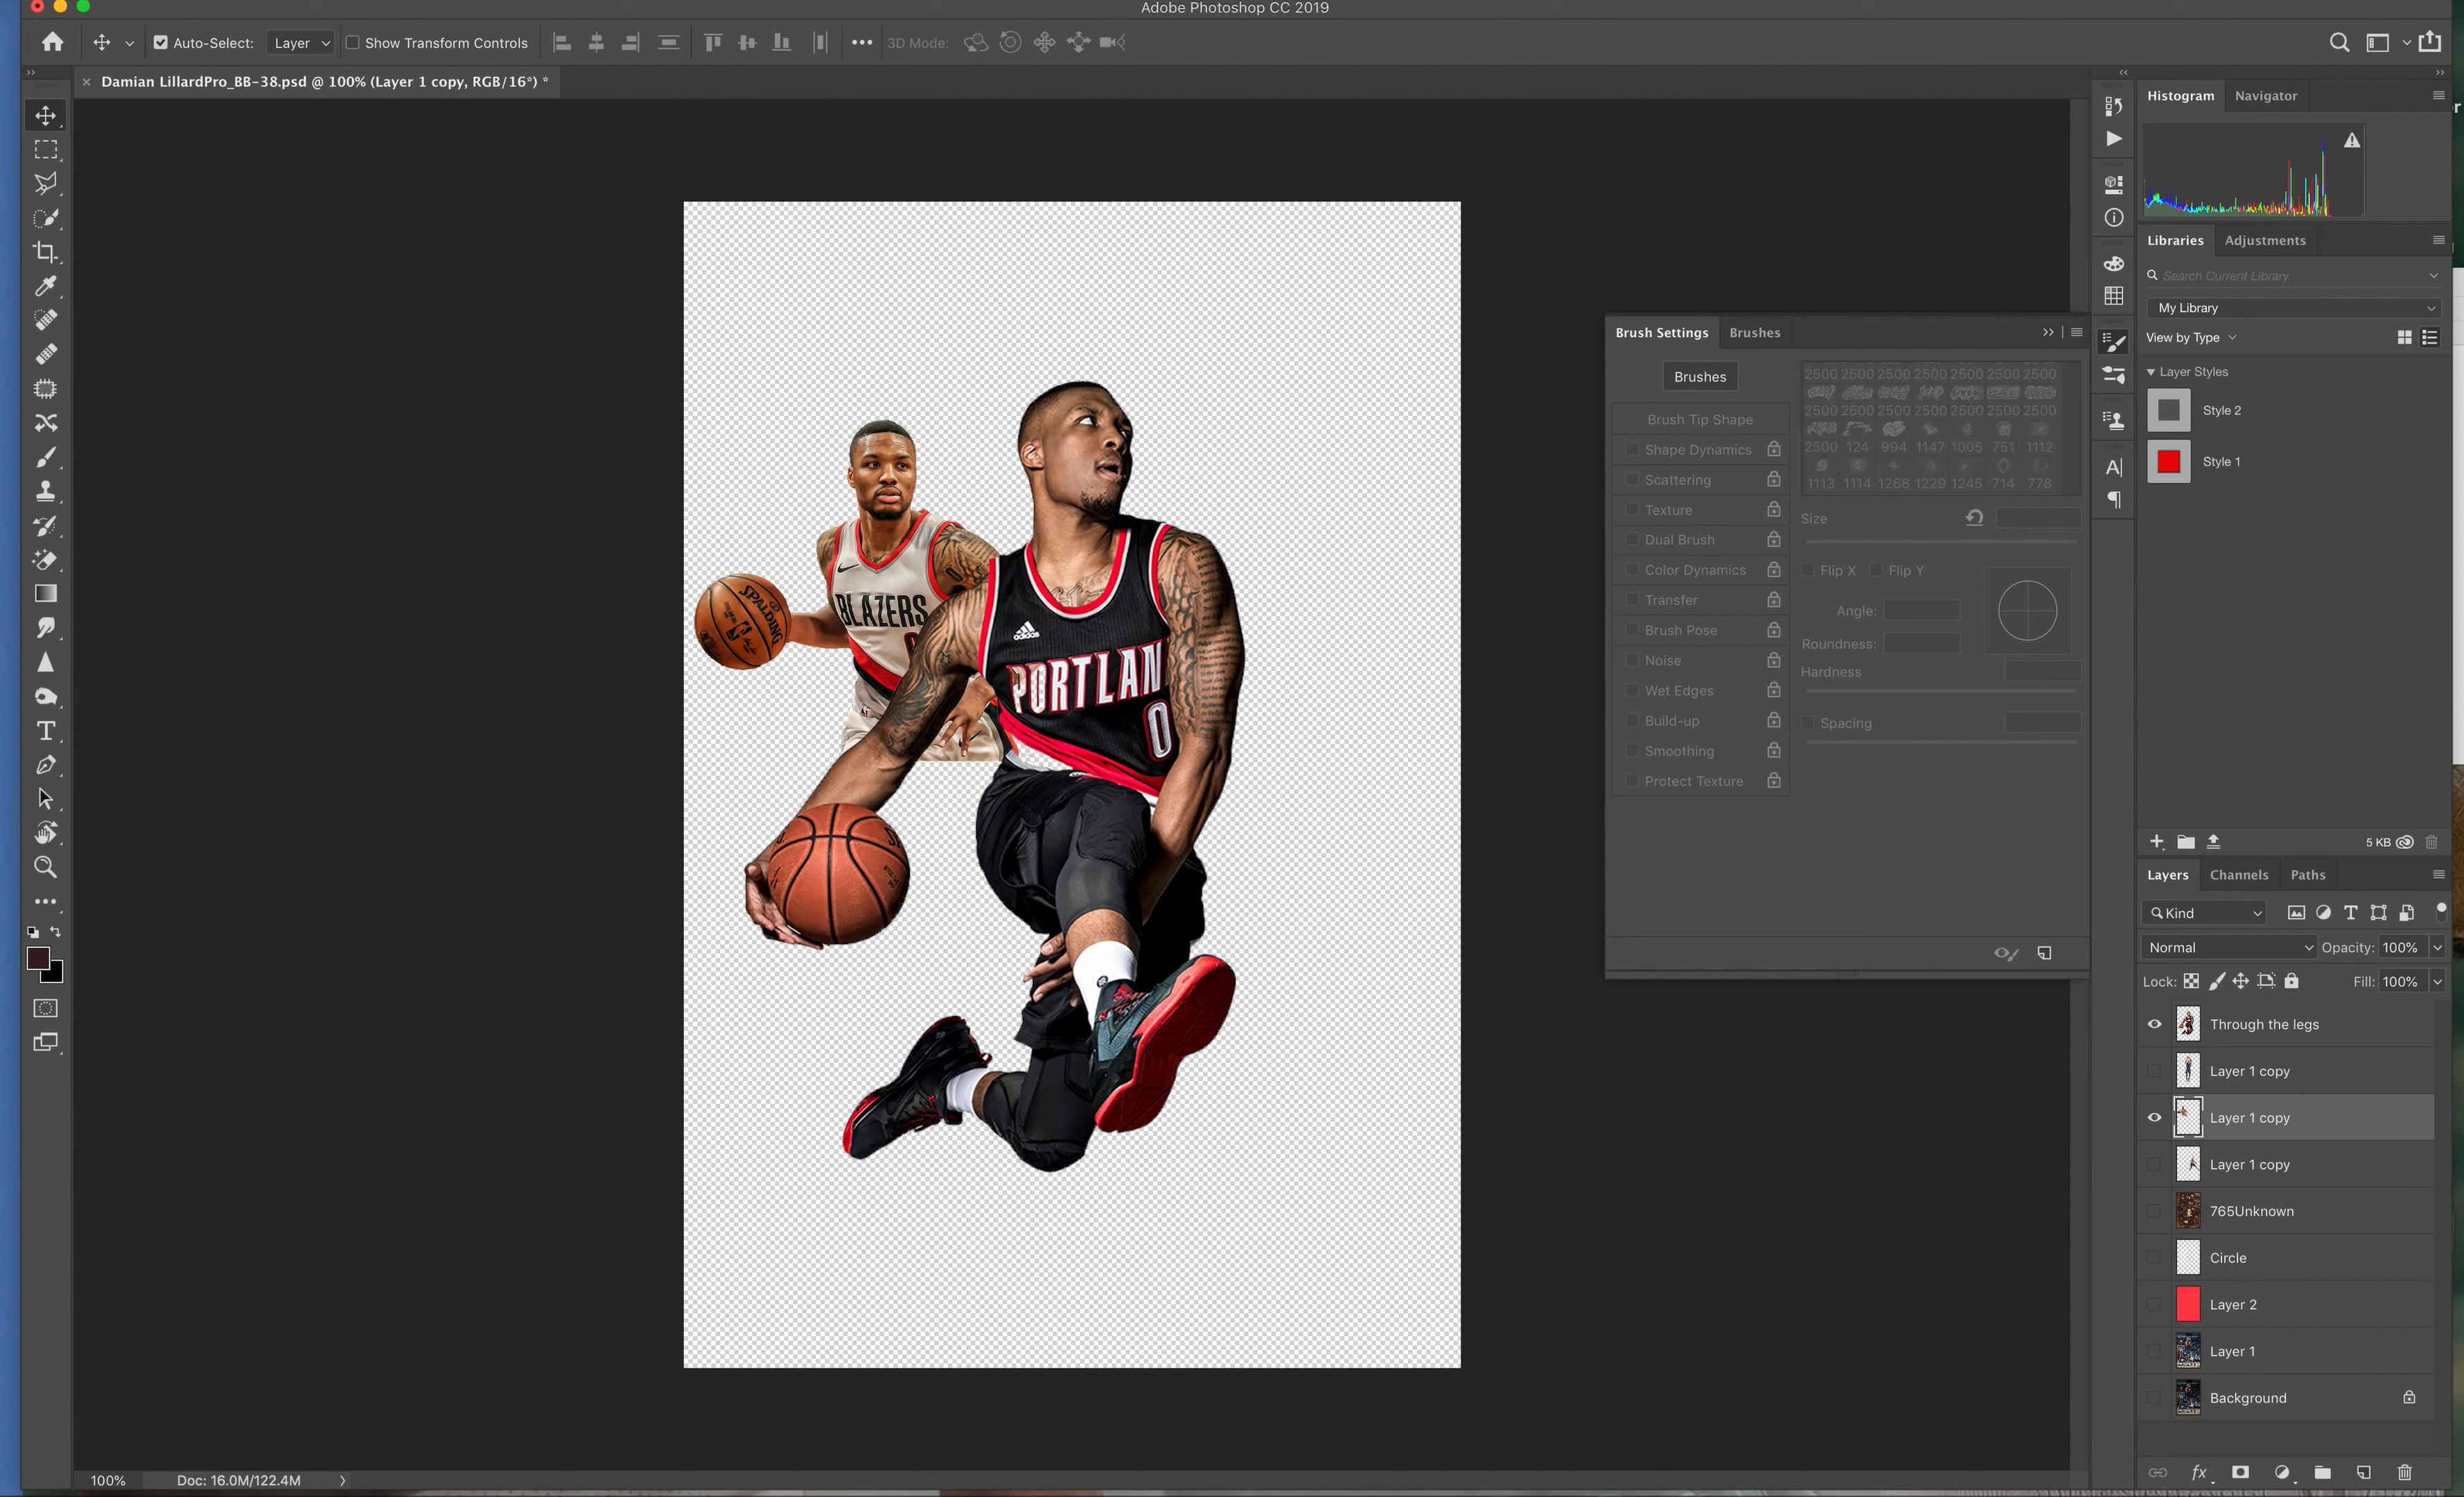 Adobe Photoshop CC 2019
Auto-Select: Layer Show Transform Controls 3D Mode:
Damian LillardPro_BB-38.psd @ 100% (Layer 1 copy, RGB/16*) *
Histogram Navigator
Libraries Adjustments
Search Current Library
My Library
View by Type
Layer Styles
Style 2
Style 1
5 KB
Brush Settings Brushes
Brushes
Brush Tip Shape
Shape Dynamics
Scattering
Texture
Dual Brush
Color Dynamics
Transfer
Brush Pose
Noise
Wet Edges
Build-up
Smoothing
Protect Texture
2500 2500 2500 2500 2500 2500 2500
2500 2500 2500 2500 2500 2500 2500
2500 124 994 1147 1005 751 1112
1113 1114 1268 1229 1245 714 778
Size
Flip X Flip Y
Angle:
Roundness:
Hardness
Spacing
SPALDING
BLAZERS
0
adidas
PORTLAN
0
Layers Channels Paths
Kind
Normal Opacity: 100%
Lock: Fill: 100%
Through the legs
Layer 1 copy
Layer 1 copy
Layer 1 copy
765Unknown
Circle
Layer 2
Layer 1
Background
100% Doc: 16.0M/122.4M